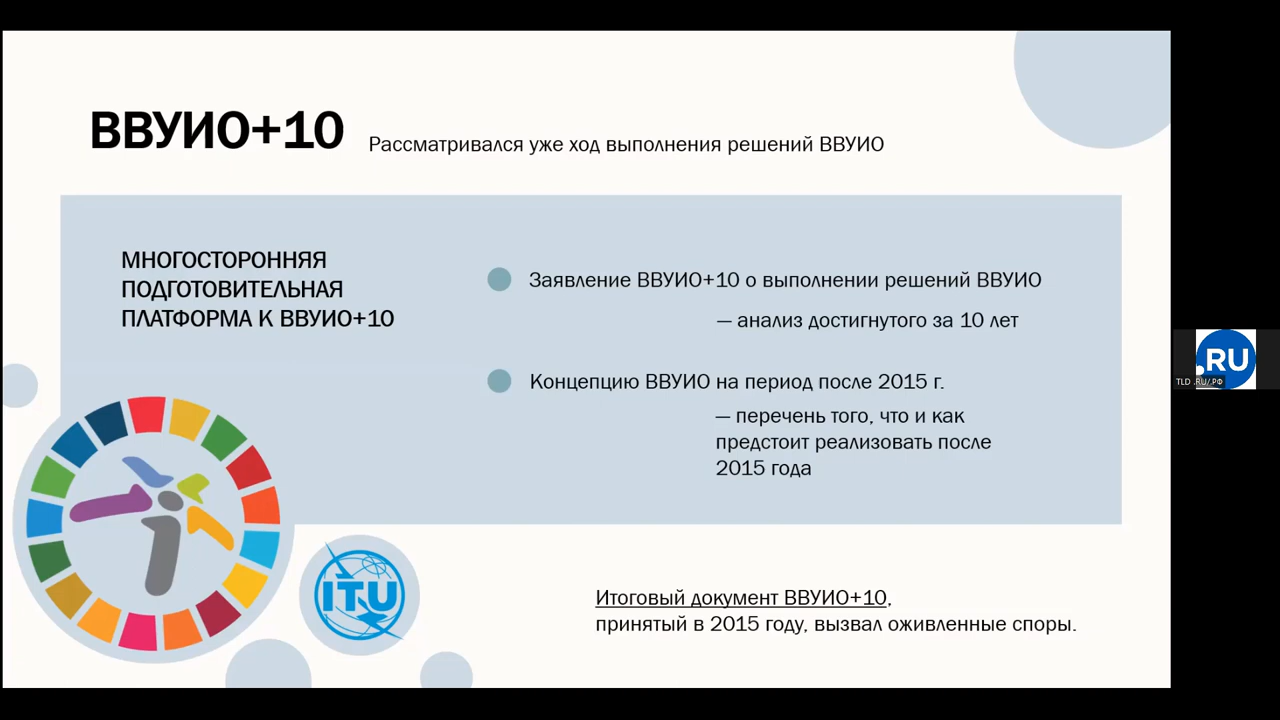 ВВУИО+10
Рассматривался уже ход выполнения решений ВВУИО
МНОГОСТОРОННЯЯ
ПОДГОТОВИТЕЛЬНАЯ
ПЛАТФОРМА К ВВУИО+10
Заявление ВВУИО+10 о выполнении решений ВВУИО
— анализ достигнутого за 10 лет
Концепцию ВВУИО на период после 2015 г.
— перечень того, что и как
предстоит реализовать после
2015 года
ITU
Итоговый документ ВВУИО+10,
принятый в 2015 году, вызвал оживленные споры.
.RU
TLD .RU/.РФ